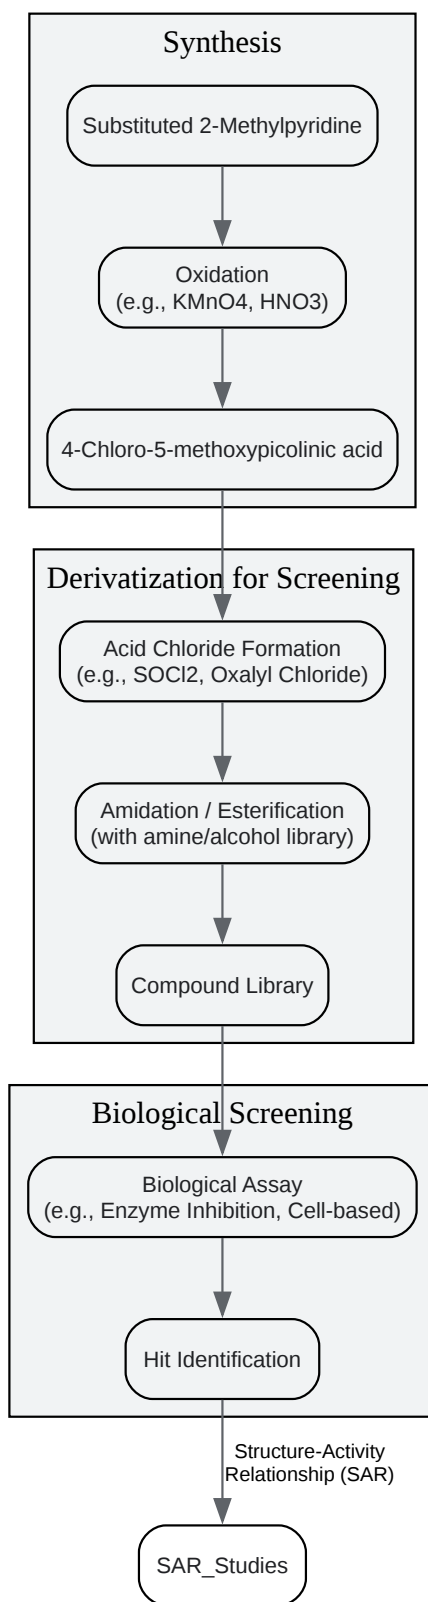 Synthesis
Substituted 2-Methylpyridine
Oxidation
(e.g., KMnO4, HNO3)
4-Chloro-5-methoxypicolinic acid
Derivatization for Screening
Acid Chloride Formation
(e.g., SOCl2, Oxalyl Chloride)
Amidation / Esterification
(with amine/alcohol library)
Compound Library
Biological Screening
Biological Assay
(e.g., Enzyme Inhibition, Cell-based)
Hit Identification
Structure-Activity
Relationship (SAR)
SAR_Studies